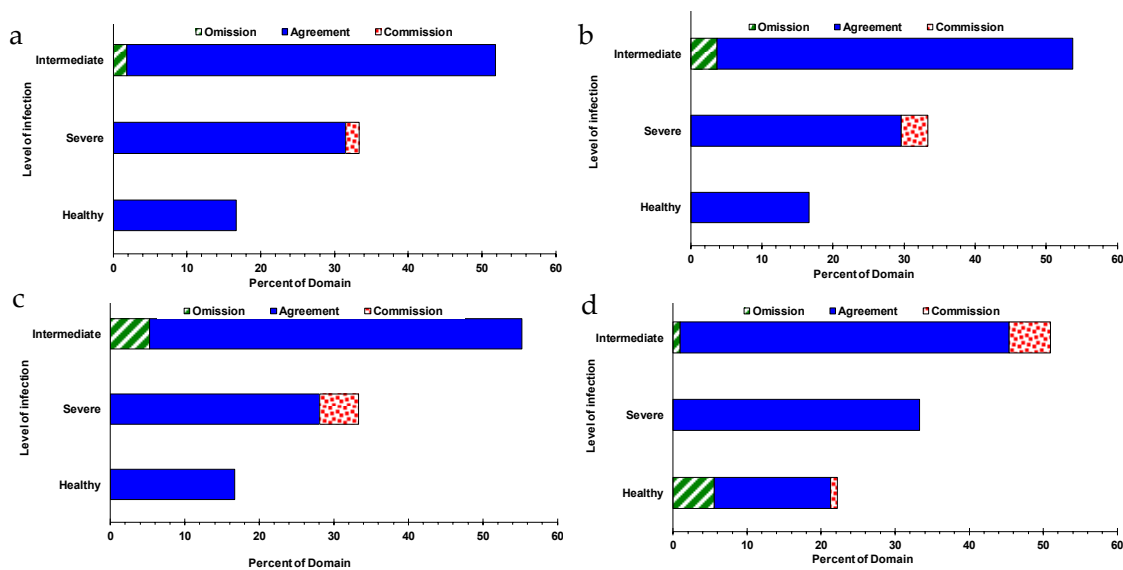 a
Omission Agreement Commission
Level of infection
Intermediate
Severe
Healthy
0 10 20 30 40 50 60
Percent of Domain
b
Omission Agreement Commission
Level of infection
Intermediate
Severe
Healthy
0 10 20 30 40 50 60
Percent of Domain
c
Omission Agreement Commission
Level of infection
Intermediate
Severe
Healthy
0 10 20 30 40 50 60
Percent of Domain
d
Omission Agreement Commission
Level of infection
Intermediate
Severe
Healthy
0 10 20 30 40 50 60
Percent of Domain